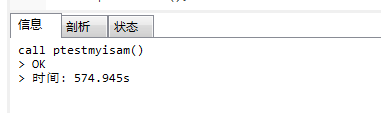 信息 剖析 状态
call ptestmyisam()
> OK
> 时间: 574.945s